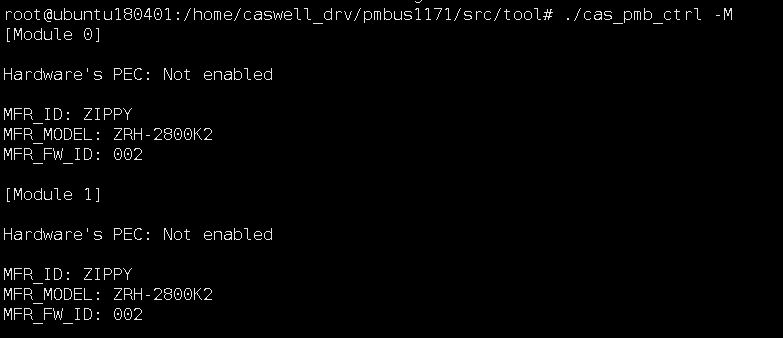 root@ubuntu180401:/home/caswell_drv/pmbus1171/src/tool# ./cas_pmb_ctrl -M
[Module 0]
Hardware's PEC: Not enabled
MFR_ID: ZIPPY
MFR_MODEL: ZRH-2800K2
MFR_FW_ID: 002
[Module 1]
Hardware's PEC: Not enabled
MFR_ID: ZIPPY
MFR_MODEL: ZRH-2800K2
MFR_FW_ID: 002